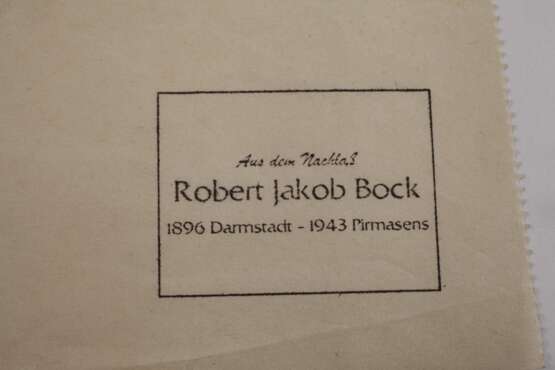 Aus dem Nachlaß
Robert Jakob Bock
1896 Darmstadt - 1943 Pirmasens